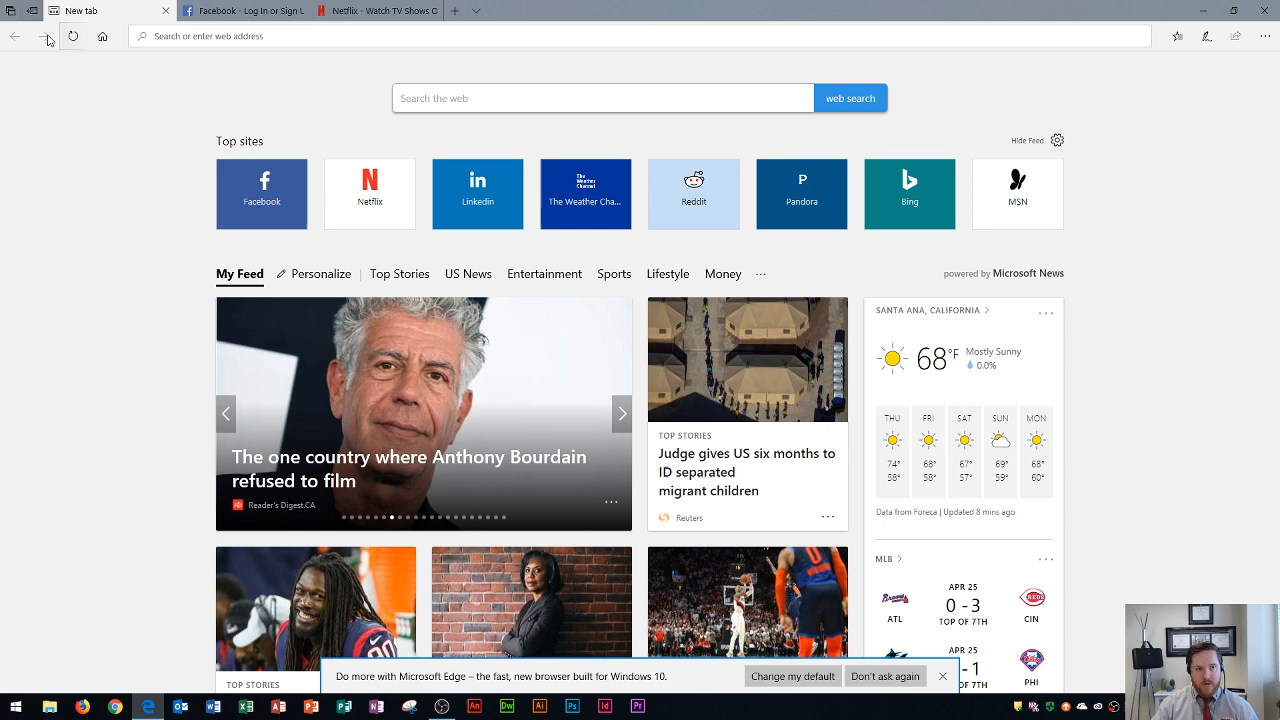 New tab
Facebook - Log In or Sign U
Netflix - Watch TV Shows O
Search or enter web address
Search the web
web search
Top sites
Hide Feed
Facebook
Netflix
Linkedin
The Weather Channel
The Weather Cha...
Reddit
P
Pandora
Bing
MSN
My Feed
Personalize
Top Stories
US News
Entertainment
Sports
Lifestyle
Money
...
powered by Microsoft News
The one country where Anthony Bourdain
refused to film
Reader's Digest.CA
TOP STORIES
Judge gives US six months to
ID separated
migrant children
Reuters
SANTA ANA, CALIFORNIA
68°F
Mostly Sunny
0.0%
THU FRI SAT SUN MON
74° 68° 67° 69° 68°
58° 58° 57° 59° 60°
Data from Foreca | Updated 8 mins ago
MLB
APR 25
0 - 3
ATL
CIN
TOP OF 7TH
APR 25
-1
OF 7TH
PHI
TOP STORIES
Do more with Microsoft Edge – the fast, new browser built for Windows 10.
Change my default
Don't ask again